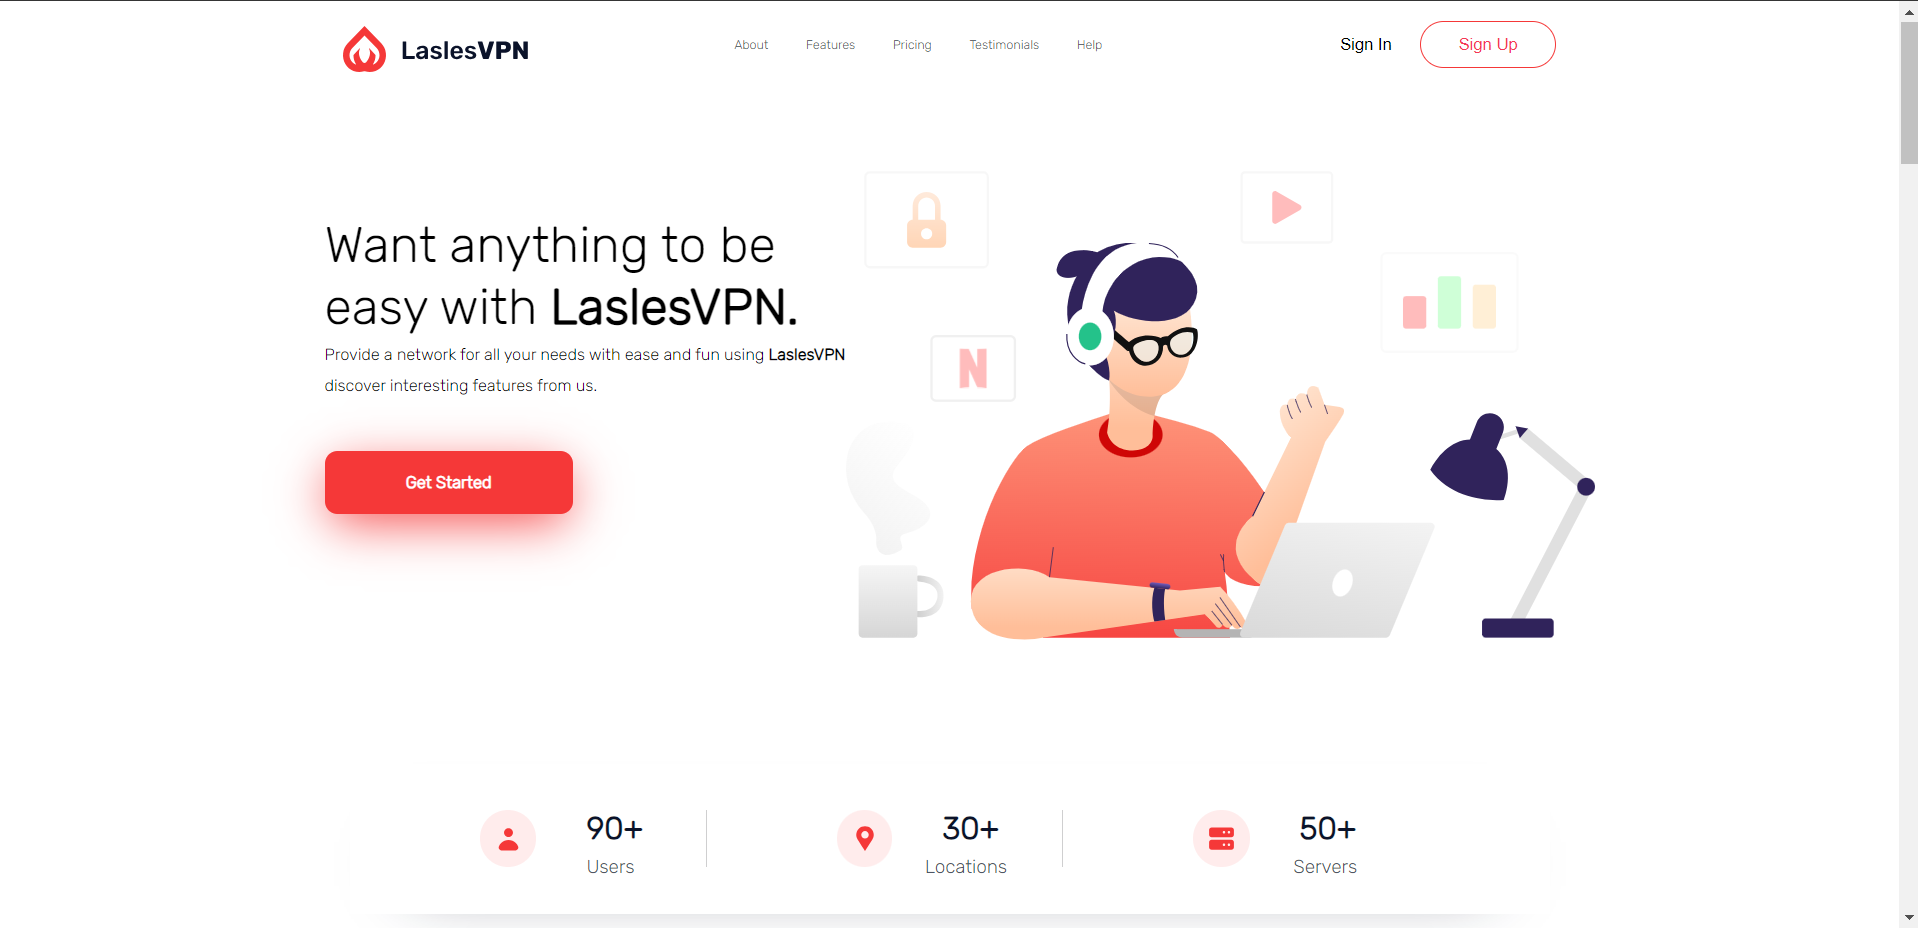 LaslesVPN
About Features Pricing Testimonials Help
Sign In
Sign Up
Want anything to be
easy with LaslesVPN.
Provide a network for all your needs with ease and fun using LaslesVPN
discover interesting features from us.
Get Started
N
90+
Users
30+
Locations
50+
Servers